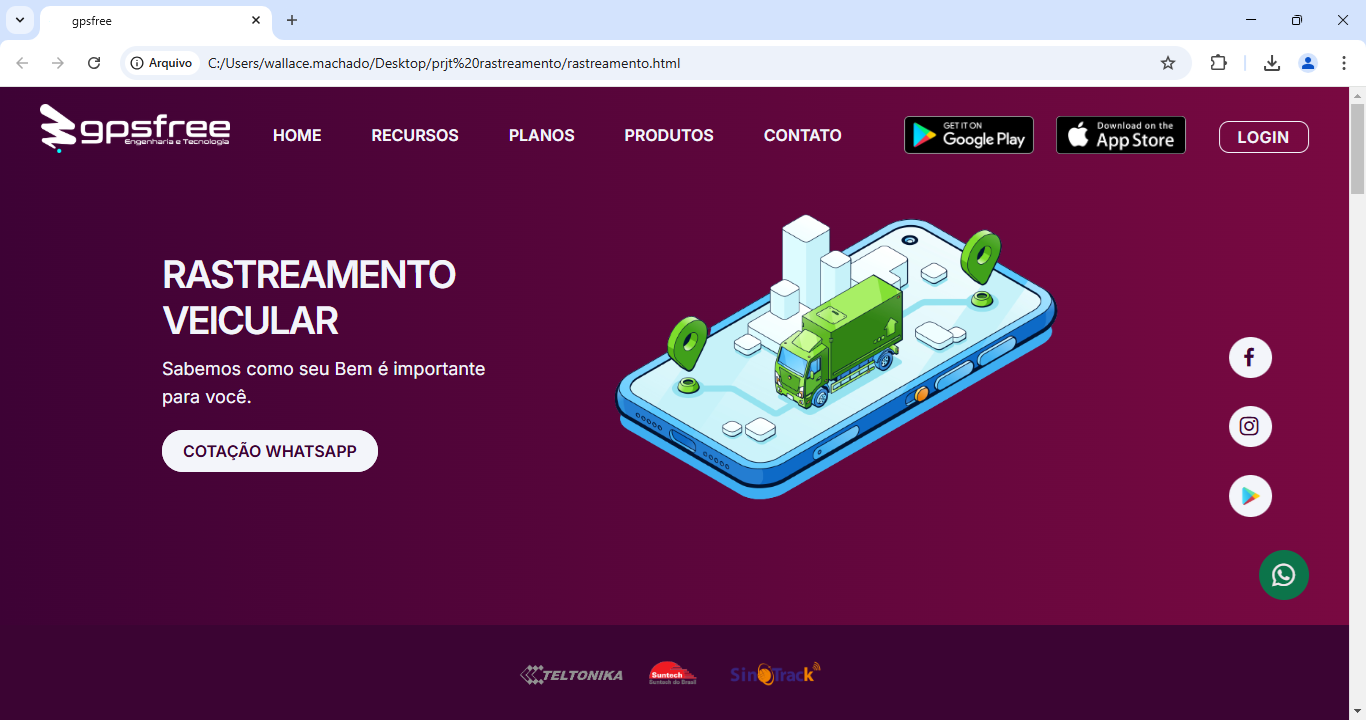 gpsfree
Arquivo
C:/Users/wallace.machado/Desktop/prjt%20rastreamento/rastreamento.html
gpsfree
Engenharia e Tecnologia
HOME RECURSOS PLANOS PRODUTOS CONTATO
GET IT ON
Google Play
Download on the
App Store
LOGIN
RASTREAMENTO
VEICULAR
Sabemos como seu Bem é importante
para você.
COTAÇÃO WHATSAPP
TELTONIKA
Suntech
Suntech do Brasil
SinoTrack